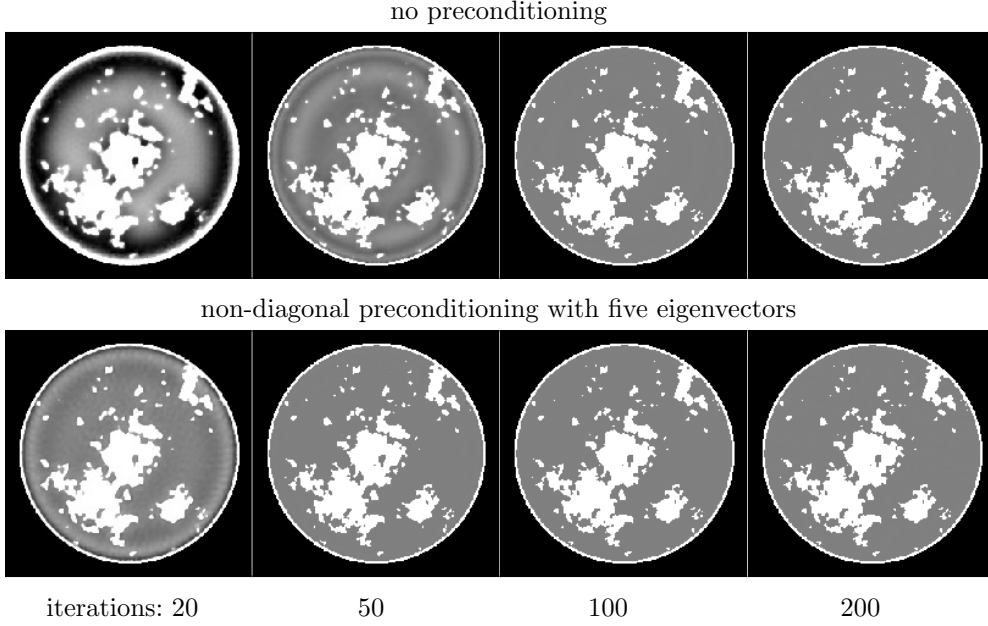 no preconditioning
non-diagonal preconditioning with five eigenvectors
iterations: 20 50 100 200